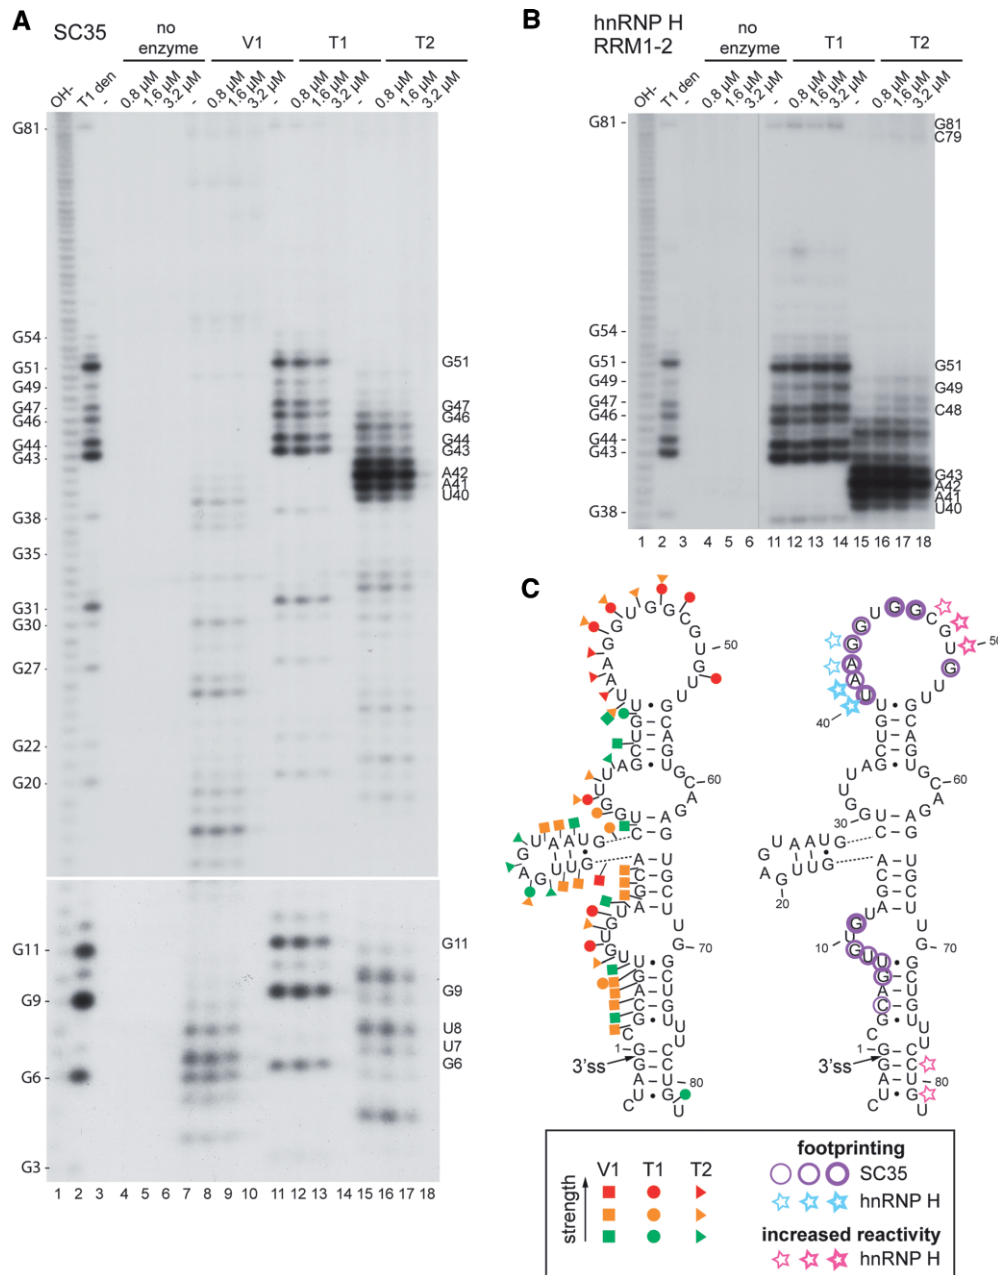 A
SC35
no enzyme
V1
T1
T2
OH-
T1 den
-
0.8 µM
1.6 µM
3.2 µM
-
0.8 µM
1.6 µM
3.2 µM
-
0.8 µM
1.6 µM
3.2 µM
-
0.8 µM
1.6 µM
3.2 µM
G81
G54
G51
G49
G47
G46
G44
G43
G38
G35
G31
G30
G27
G22
G20
G51
G47
G46
G44
G43
A42
A41
U40
G11
G9
G6
G3
G11
G9
U8
U7
G6
1 2 3 4 5 6 7 8 9 10 11 12 13 14 15 16 17 18
B
hnRNP H
RRM1-2
no enzyme
T1
T2
OH-
T1 den
-
0.8 µM
1.6 µM
3.2 µM
-
0.8 µM
1.6 µM
3.2 µM
-
0.8 µM
1.6 µM
3.2 µM
G81
G54
G51
G49
G47
G46
G44
G43
G38
G81
C79
G51
G49
C48
G43
A42
A41
U40
1 2 3 4 5 6 11 12 13 14 15 16 17 18
C
50
60
70
80
1
3'ss
10
20
30
40
50
60
70
80
1
3'ss
strength
V1 T1 T2
footprinting
SC35
hnRNP H
increased reactivity
hnRNP H